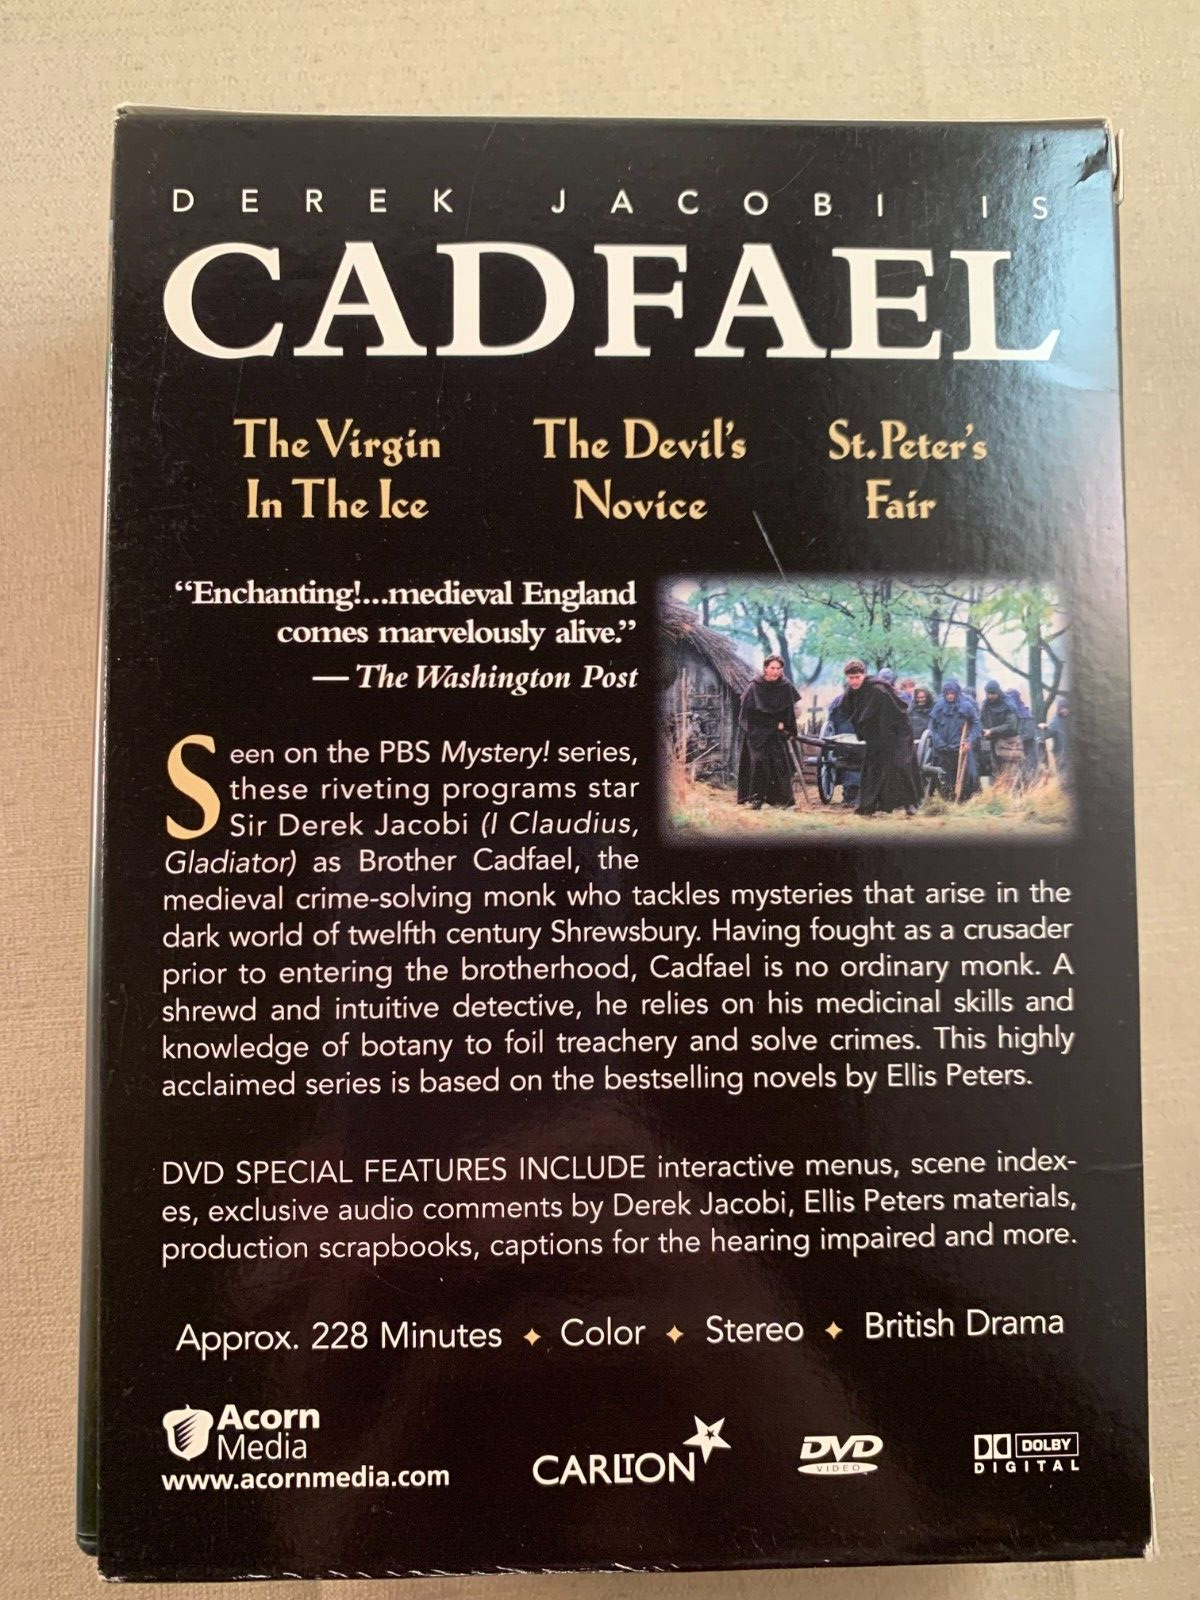 DEREK JACOBI IS
CADFAEL
The Virgin
In The Ice
The Devil's
Novice
St. Peter's
Fair
“Enchanting!...medieval England
comes marvelously alive.”
— The Washington Post
Seen on the PBS Mystery! series,
these riveting programs star
Sir Derek Jacobi (I Claudius,
Gladiator) as Brother Cadfael, the
medieval crime-solving monk who tackles mysteries that arise in the
dark world of twelfth century Shrewsbury. Having fought as a crusader
prior to entering the brotherhood, Cadfael is no ordinary monk. A
shrewd and intuitive detective, he relies on his medicinal skills and
knowledge of botany to foil treachery and solve crimes. This highly
acclaimed series is based on the bestselling novels by Ellis Peters.
DVD SPECIAL FEATURES INCLUDE interactive menus, scene index-
es, exclusive audio comments by Derek Jacobi, Ellis Peters materials,
production scrapbooks, captions for the hearing impaired and more.
Approx. 228 Minutes ✦ Color ✦ Stereo ✦ British Drama
Acorn
Media
www.acornmedia.com
CARLTON
DVD
VIDEO
DOLBY
DIGITAL